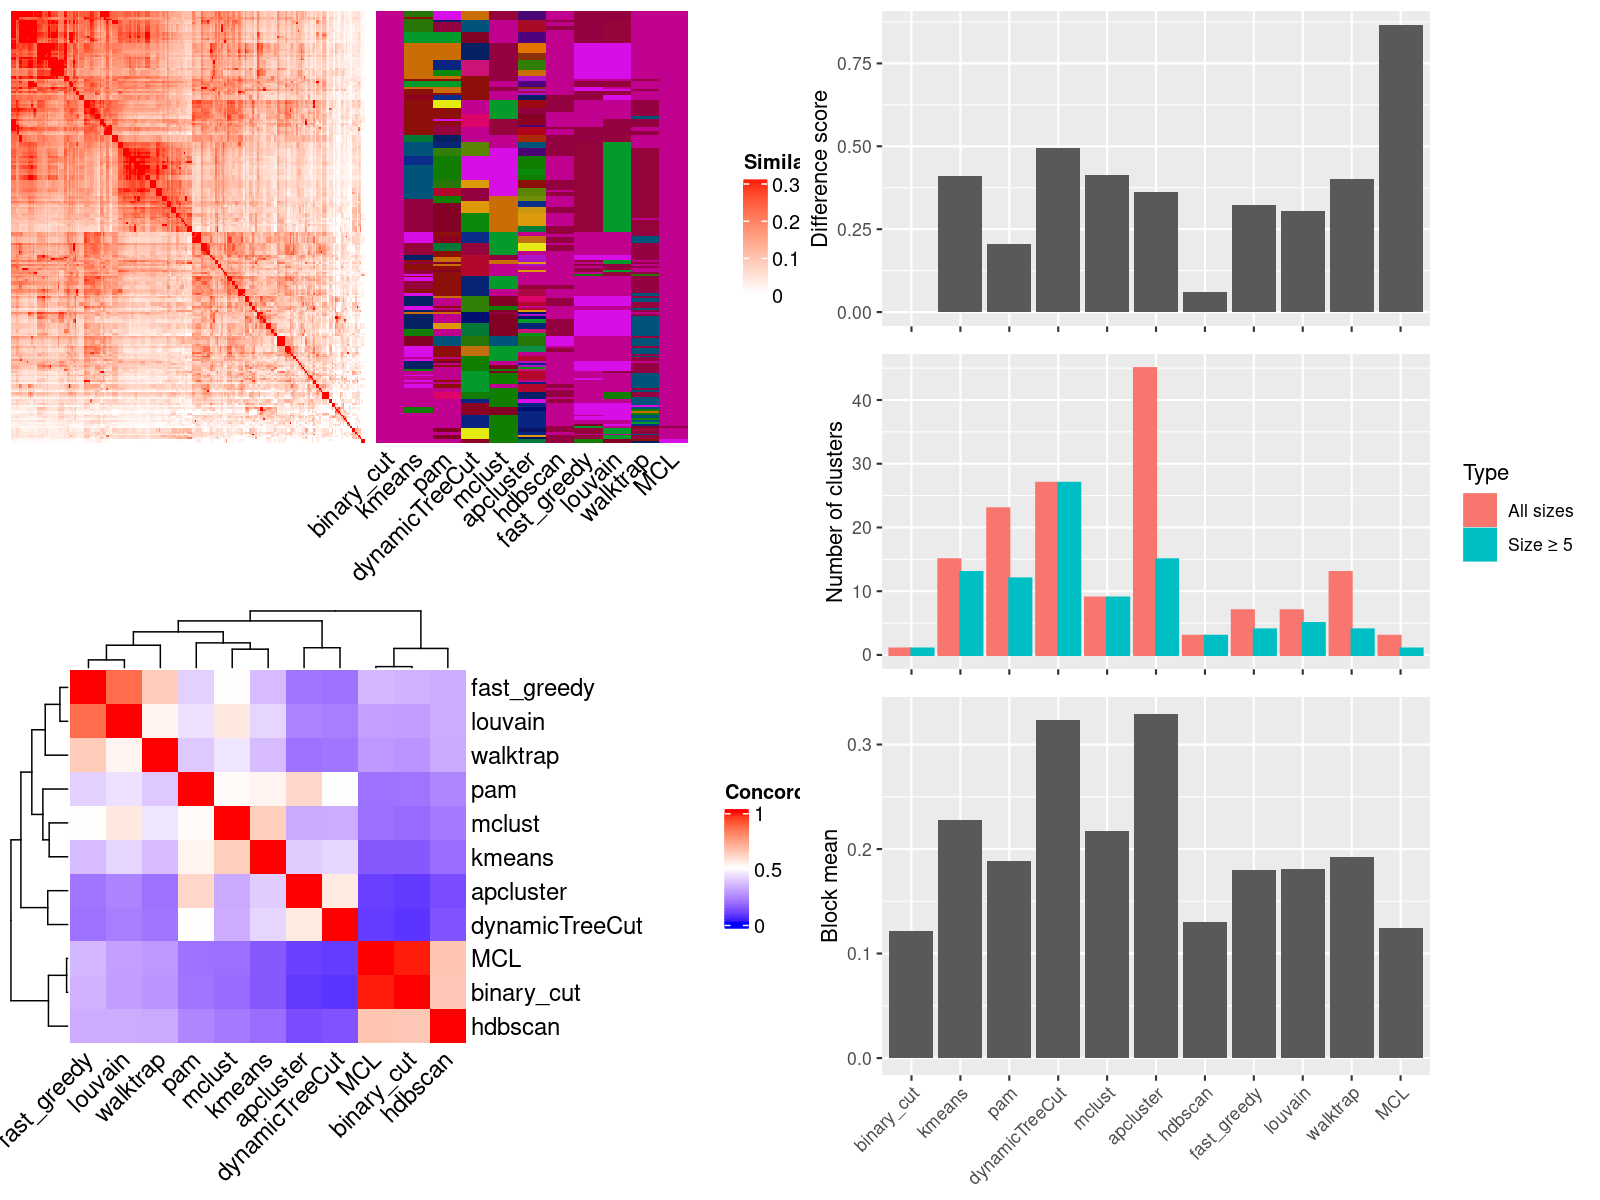 Simila
0.3
0.2
0.1
0
binary_cut
kmeans
pam
dynamicTreeCut
mclust
apcluster
hdbscan
fast_greedy
louvain
walktrap
MCL
fast_greedy
louvain
walktrap
pam
mclust
kmeans
apcluster
dynamicTreeCut
MCL
binary_cut
hdbscan
fast_greedy
louvain
walktrap
pam
mclust
kmeans
apcluster
dynamicTreeCut
MCL
binary_cut
hdbscan
Concord
1
0.5
0
Difference score
0.75
0.50
0.25
0.00
Number of clusters
40
30
20
10
0
Type
All sizes
Size ≥ 5
Block mean
0.3
0.2
0.1
0.0
binary_cut
kmeans
pam
dynamicTreeCut
mclust
apcluster
hdbscan
fast_greedy
louvain
walktrap
MCL